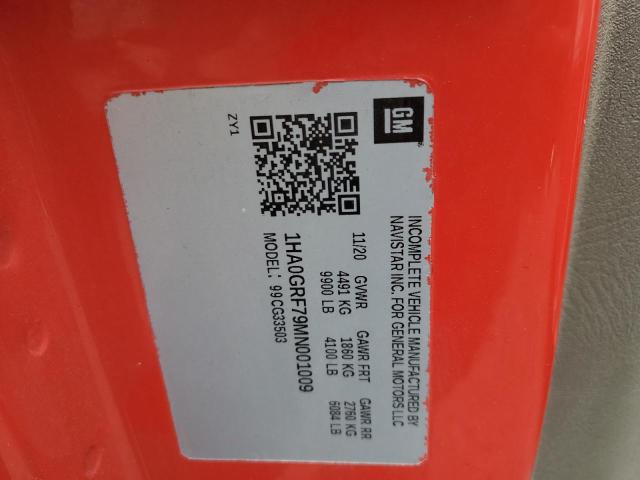 GM
INCOMPLETE VEHICLE MANUFACTURED BY
NAVISTAR INC. FOR GENERAL MOTORS LLC
11/20 GVWR GAWR FRT GAWR RR
4491 KG 1860 KG 2760 KG
9900 LB 4100 LB 6084 LB
1HA0GRF79MN001009
MODEL: 99CG33503
ZY1